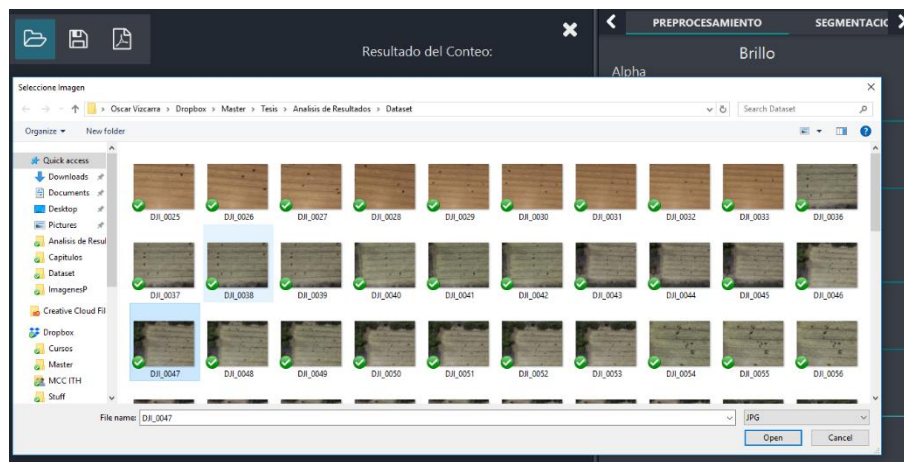 PREPROCESAMIENTO SEGMENTACIC
Resultado del Conteo:
Brillo
Alpha
Seleccione Imagen
Oscar Vizcarra > Dropbox > Master > Tesis > Analisis de Resultados > Dataset
Search Dataset
Organize New folder
Quick access
Downloads
Documents
Desktop
Pictures
Analisis de Resul
Capitulos
Dataset
ImagenesP
Creative Cloud Fil
Dropbox
Cursos
Master
MCC ITH
Stuff
DJI_0025 DJI_0026 DJI_0027 DJI_0028 DJI_0029 DJI_0030 DJI_0031 DJI_0032 DJI_0033 DJI_0036
DJI_0037 DJI_0038 DJI_0039 DJI_0040 DJI_0041 DJI_0042 DJI_0043 DJI_0044 DJI_0045 DJI_0046
DJI_0047 DJI_0048 DJI_0049 DJI_0050 DJI_0051 DJI_0052 DJI_0053 DJI_0054 DJI_0055 DJI_0056
File name: DJI_0047 JPG
Open Cancel